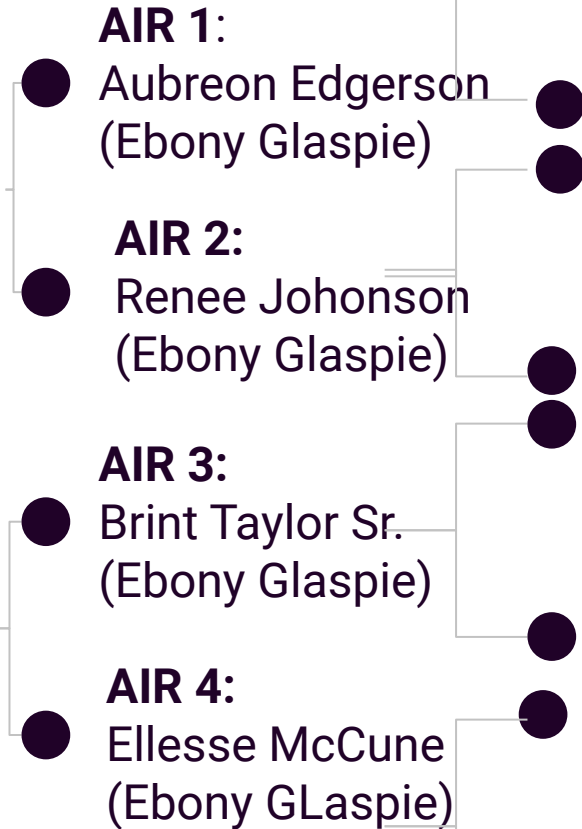 AIR 1:
Aubreon Edgerson
(Ebony Glaspie)
AIR 2:
Renee Johonson
(Ebony Glaspie)
AIR 3:
Brint Taylor Sr.
(Ebony Glaspie)
AIR 4:
Ellesse McCune
(Ebony GLaspie)